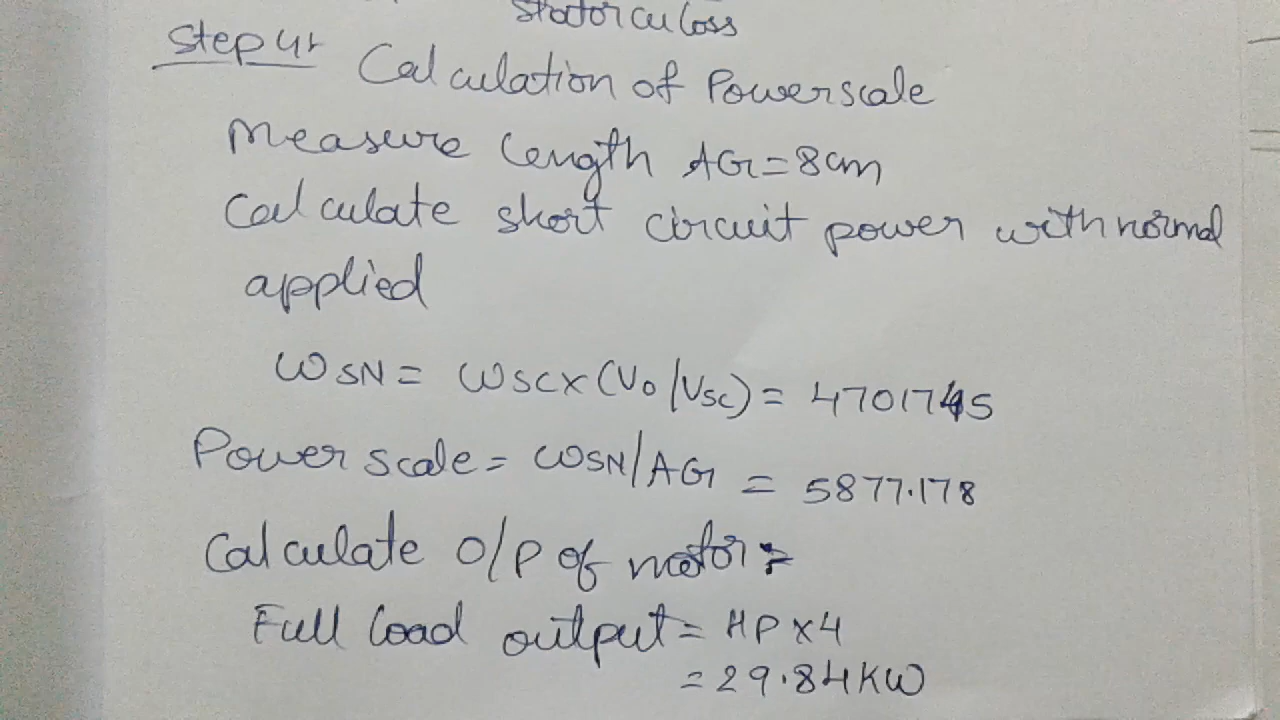 Stator cu loss
Step 4:
Calculation of Powerscale
Measure length AG=8cm
Calculate short circuit power with normal
applied
WSN = WSC x (V0/VSC) = 4701745
Power scale = WSN/AG = 5877.178
Calculate O/P of motor:
Full load output = HP x 4
= 29.84KW